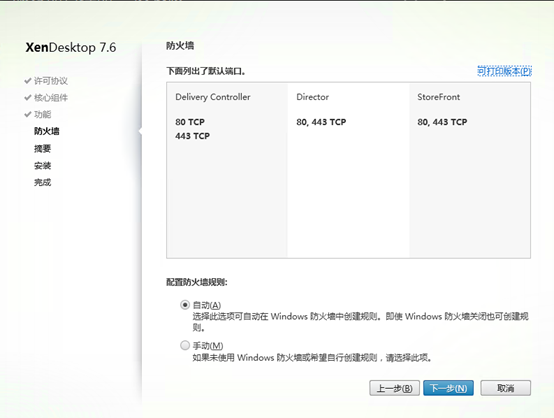 XenDesktop 7.6
许可协议
核心组件
功能
防火墙
摘要
安装
完成
防火墙
下面列出了默认端口。
可打印版本(P)
Delivery Controller
80 TCP
443 TCP
Director
80, 443 TCP
StoreFront
80, 443 TCP
配置防火墙规则:
自动(A)
选择此选项可自动在 Windows 防火墙中创建规则。即使 Windows 防火墙关闭也可创建规
则。
手动(M)
如果未使用 Windows 防火墙或希望自行创建规则，请选择此项。
上一步(B)
下一步(N)
取消